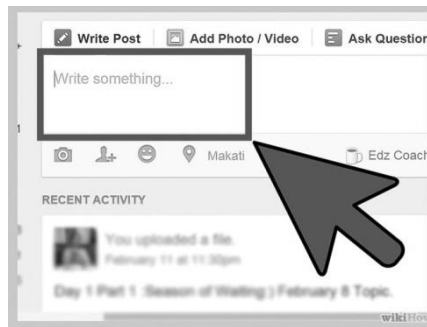 Write Post Add Photo / Video Ask Question
Write something...
Makati Edz Coach
RECENT ACTIVITY
You uploaded a file.
February 11 at 11:30pm
Day 1 Part 1 :Season of Waiting:) February 8 Topic.
wikiHow